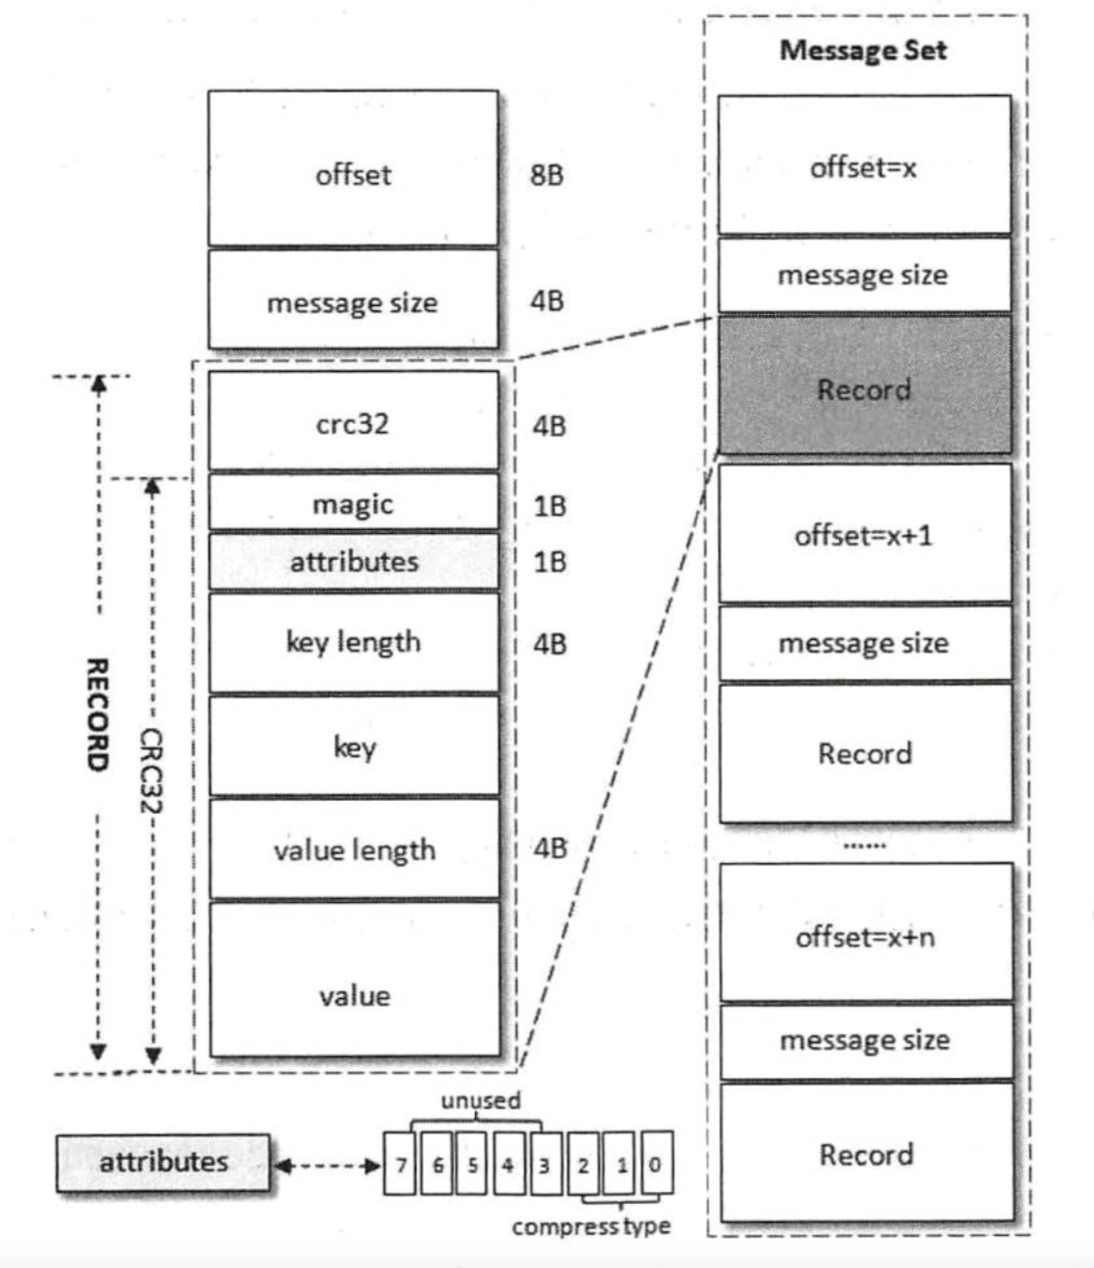 offset
8B
message size
4B
crc32
4B
magic
1B
attributes
1B
key length
4B
key
value length
4B
value
RECORD
CRC32
attributes
unused
7 6 5 4 3 2 1 0
compress type
Message Set
offset=x
message size
Record
offset=x+1
message size
Record
......
offset=x+n
message size
Record